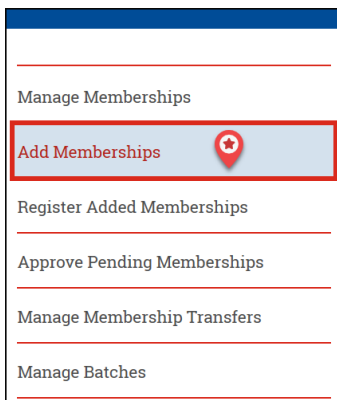 Manage Memberships
Add Memberships
Register Added Memberships
Approve Pending Memberships
Manage Membership Transfers
Manage Batches